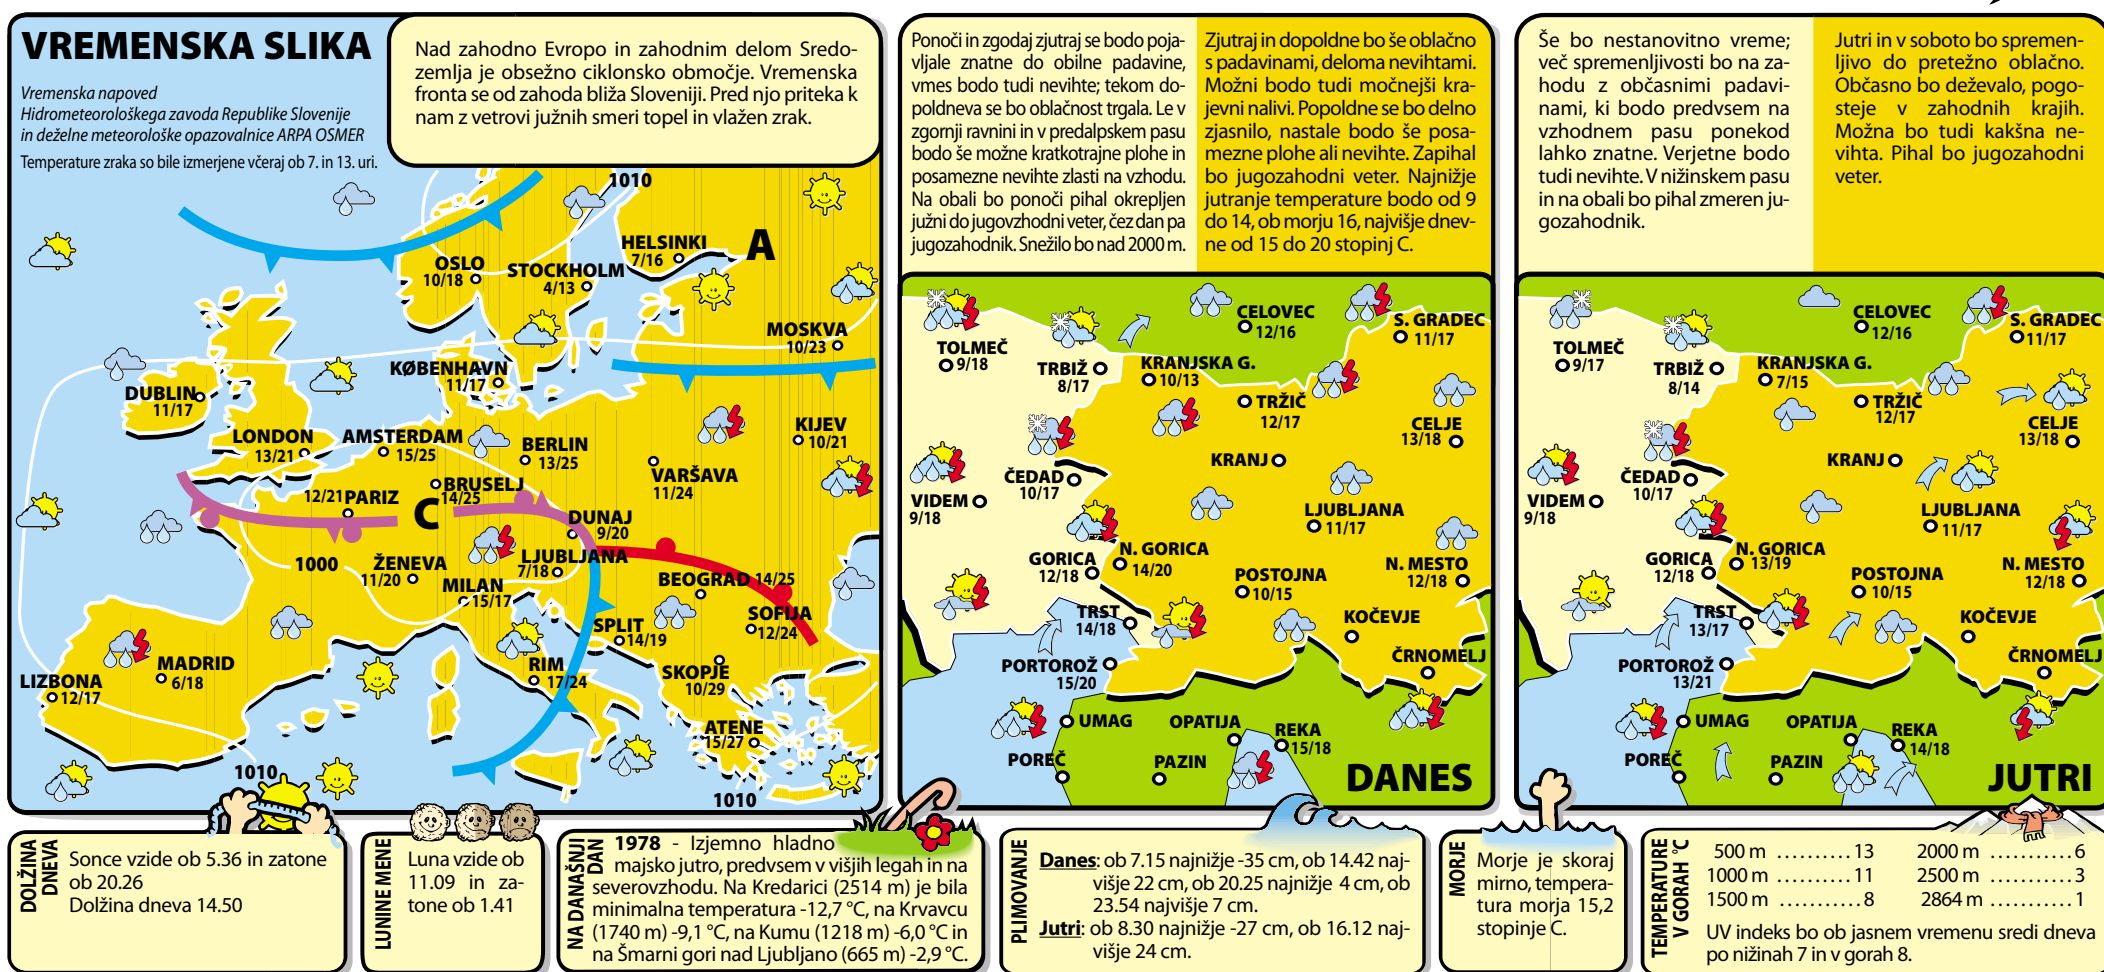 VREMENSKA SLIKA
Vremenska napoved
Hidrometeorološkega zavoda Republike Slovenije
in deželne meteorološke opazovalnice ARPA OSMER
Temperature zraka so bile izmerjene včeraj ob 7. in 13. uri.
Nad zahodno Evropo in zahodnim delom Sredo-
zemlja je obsežno ciklonsko območje. Vremenska
fronta se od zahoda bliža Sloveniji. Pred njo priteka k
nam z vetrovi južnih smeri topel in vlažen zrak.
1010
HELSINKI
7/16
A
OSLO
10/18
STOCKHOLM
4/13
MOSKVA
10/23
KØBENHAVN
11/17
DUBLIN
11/17
LONDON
13/21
AMSTERDAM
15/25
BERLIN
13/25
KIJEV
10/21
VARŠAVA
11/24
BRUSELJ
14/25
12/21 PARIZ
C
DUNAJ
9/20
1000
ŽENEVA
11/20
LJUBLJANA
7/18
MILAN
15/17
BEOGRAD 14/25
SOFIJA
12/24
SPLIT
14/19
MADRID
6/18
RIM
17/24
SKOPJE
10/29
LIZBONA
12/17
ATENE
15/27
1010
1010
Ponoči in zgodaj zjutraj se bodo poja-
vljale znatne do obilne padavine,
vmes bodo tudi nevihte; tekom do-
poldneva se bo oblačnost trgala. Le v
zgornji ravnini in v predalpskem pasu
bodo še možne kratkotrajne plohe in
posamezne nevihte zlasti na vzhodu.
Na obali bo ponoči pihal okrepljen
južni do jugovzhodni veter, čez dan pa
jugozahodnik. Snežilo bo nad 2000 m.
Zjutraj in dopoldne bo še oblačno
s padavinami, deloma nevihtami.
Možni bodo tudi močnejši kra-
jevni nalivi. Popoldne se bo delno
zjasnilo, nastale bodo še posa-
mezne plohe ali nevihte. Zapihal
bo jugozahodni veter. Najnižje
jutranje temperature bodo od 9
do 14, ob morju 16, najvišje dnev-
ne od 15 do 20 stopinj C.
CELOVEC
12/16
S. GRADEC
11/17
TOLMEČ
9/18
TRBIŽ
8/17
KRANJSKA G.
10/13
TRŽIČ
12/17
CELJE
13/18
KRANJ
ČEDAD
10/17
VIDEM
9/18
LJUBLJANA
11/17
GORICA
12/18
N. GORICA
14/20
POSTOJNA
10/15
N. MESTO
12/18
TRST
14/18
KOČEVJE
PORTOROŽ
15/20
ČRNOMELJ
UMAG
OPATIJA
REKA
15/18
POREČ
PAZIN
DANES
Še bo nestanovitno vreme;
več spremenljivosti bo na za-
hodu z občasnimi padavi-
nami, ki bodo predvsem na
vzhodnem pasu ponekod
lahko znatne. Verjetne bodo
tudi nevihte. V nižinskem pasu
in na obali bo pihal zmeren ju-
gozahodnik.
Jutri in v soboto bo spremen-
ljivo do pretežno oblačno.
Občasno bo deževalo, pogo-
steje v zahodnih krajih.
Možna bo tudi kakšna ne-
vihta. Pihal bo jugozahodni
veter.
CELOVEC
12/16
S. GRADEC
11/17
TOLMEČ
9/17
TRBIŽ
8/14
KRANJSKA G.
7/15
TRŽIČ
12/17
CELJE
13/18
KRANJ
ČEDAD
10/17
VIDEM
9/18
LJUBLJANA
11/17
GORICA
12/18
N. GORICA
13/19
POSTOJNA
10/15
N. MESTO
12/18
TRST
13/17
KOČEVJE
PORTOROŽ
13/21
ČRNOMELJ
UMAG
OPATIJA
REKA
14/18
POREČ
PAZIN
JUTRI
DOLŽINA
DNEVA
Sonce vzide ob 5.36 in zatone
ob 20.26
Dolžina dneva 14.50
LUNINE MENE
Luna vzide ob
11.09 in za-
tone ob 1.41
NA DANAŠNJI
DAN
1978 - Izjemno hladno
majsko jutro, predvsem v višjih legah in na
severovzhodu. Na Kredarici (2514 m) je bila
minimalna temperatura -12,7 °C, na Krvavcu
(1740 m) -9,1 °C, na Kumu (1218 m) -6,0 °C in
na Šmarni gori nad Ljubljano (665 m) -2,9 °C.
PLIMOVANJE
Danes: ob 7.15 najnižje -35 cm, ob 14.42 naj-
višje 22 cm, ob 20.25 najnižje 4 cm, ob
23.54 najvišje 7 cm.
Jutri: ob 8.30 najnižje -27 cm, ob 16.12 naj-
višje 24 cm.
MORJE
Morje je skoraj
mirno, tempera-
tura morja 15,2
stopinje C.
TEMPERATURE
V GORAH °C
500 m ..........13
1000 m ..........11
1500 m ..........8
2000 m ..........6
2500 m ..........3
2864 m ..........1
UV indeks bo ob jasnem vremenu sredi dneva
po nižinah 7 in v gorah 8.